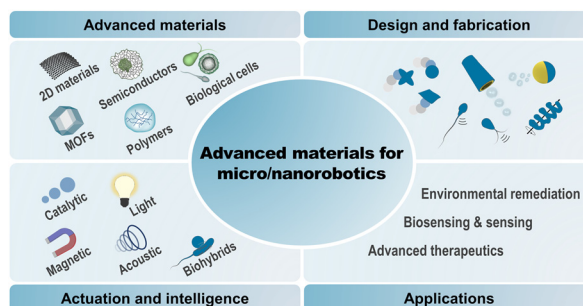 Advanced materials
Design and fabrication
2D materials
Semiconductors
Biological cells
MOFs
Polymers
Advanced materials for
micro/nanorobotics
Catalytic
Light
Magnetic
Acoustic
Biohybrids
Environmental remediation
Biosensing & sensing
Advanced therapeutics
Actuation and intelligence
Applications